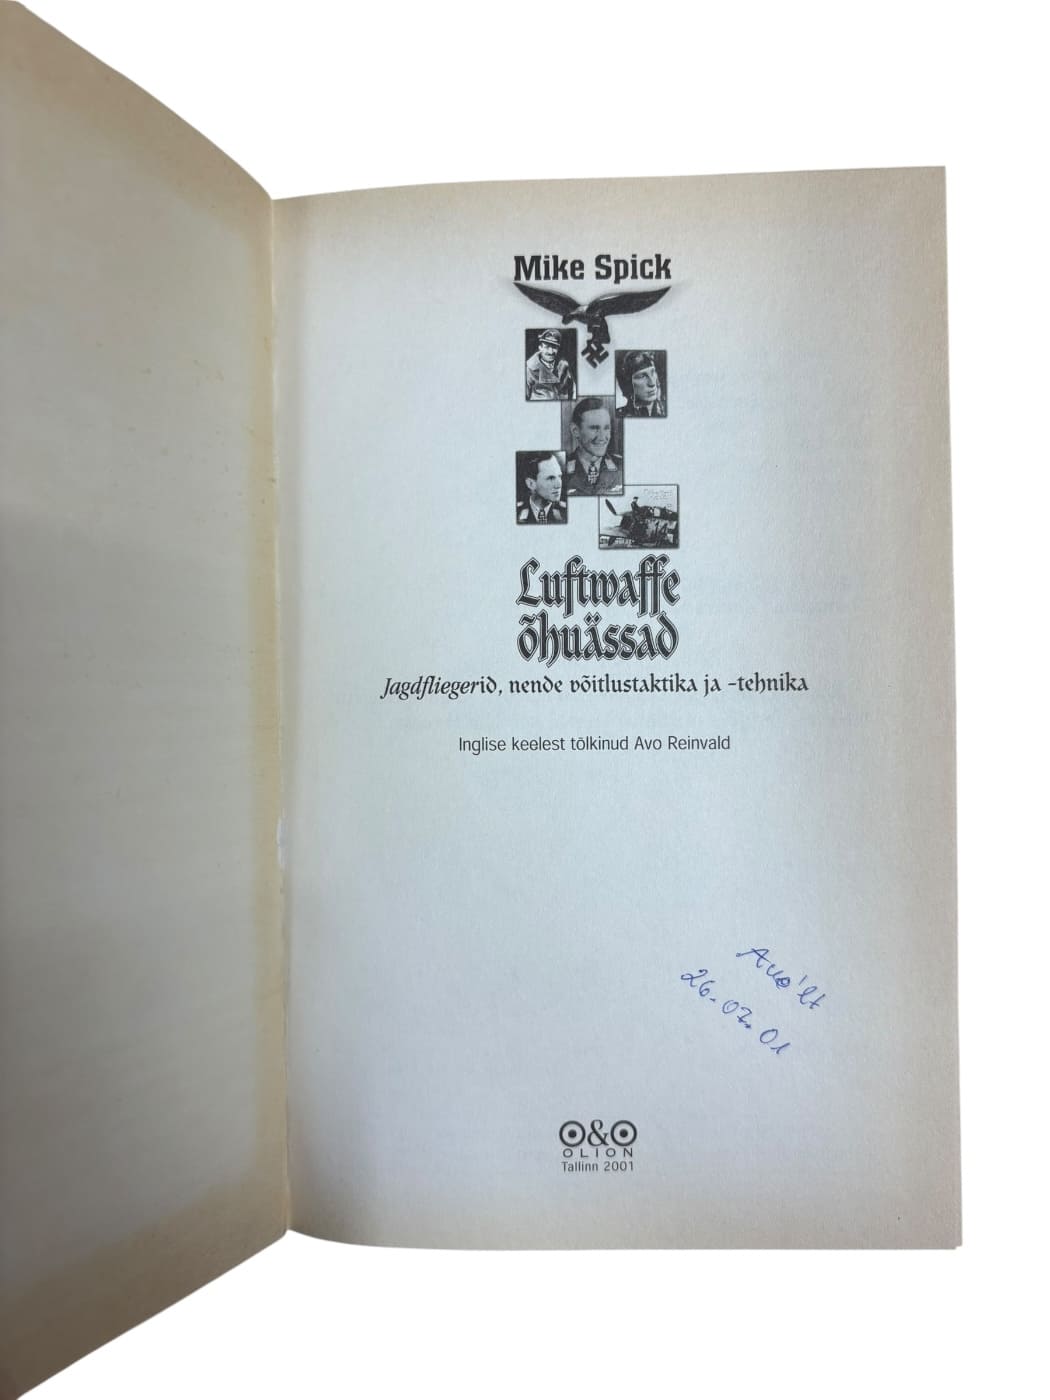 Mike Spick
Luftwaffe
õhuässad
Jagdfliegerid, nende võitlustaktika ja -tehnika
Inglise keelest tõlkinud Avo Reinvald
Avo'lt
26.07.01
O&O
OLION
Tallinn 2001